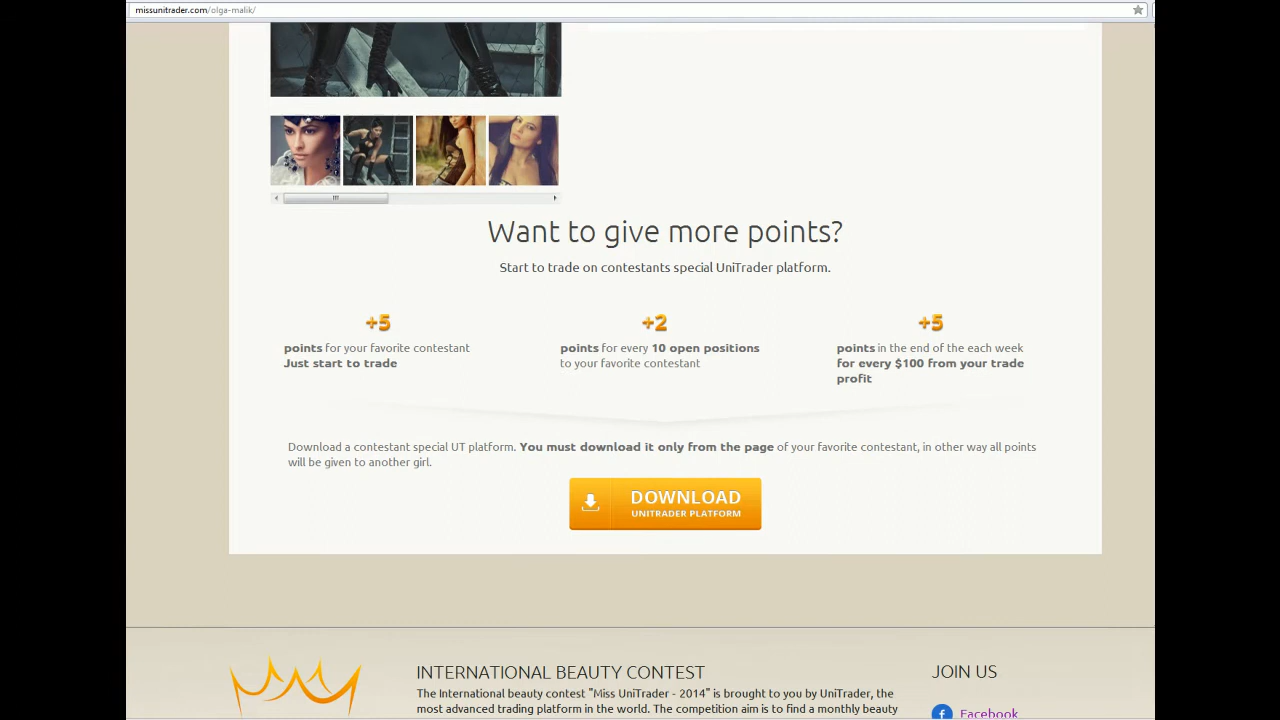 missunitrader.com/olga-malik/
Want to give more points?
Start to trade on contestants special UniTrader platform.
+5
points for your favorite contestant
Just start to trade
+2
points for every 10 open positions
to your favorite contestant
+5
points in the end of the each week
for every $100 from your trade
profit
Download a contestant special UT platform. You must download it only from the page of your favorite contestant, in other way all points
will be given to another girl.
DOWNLOAD
UNITRADER PLATFORM
INTERNATIONAL BEAUTY CONTEST
The International beauty contest "Miss UniTrader - 2014" is brought to you by UniTrader, the
most advanced trading platform in the world. The competition aim is to find a monthly beauty
JOIN US
Facebook